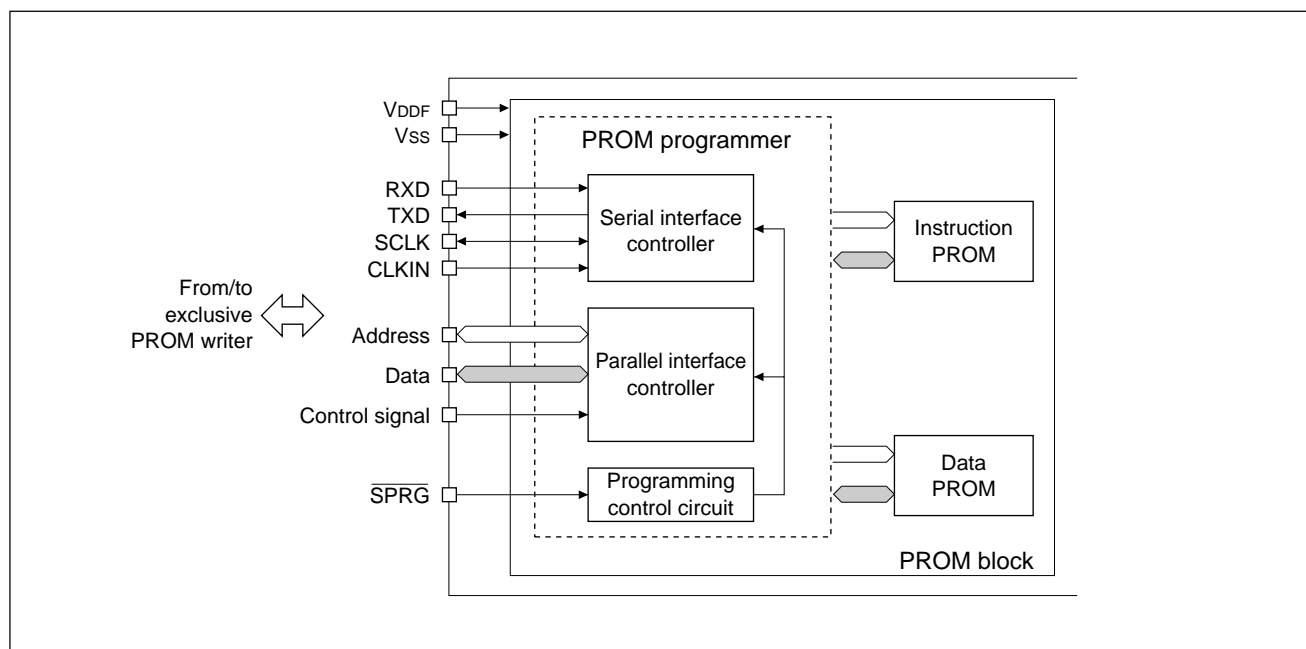 VDDF
VSS
PROM programmer
RXD
TXD
SCLK
CLKIN
Serial interface
controller
Instruction
PROM
From/to
exclusive
PROM writer
Address
Data
Control signal
Parallel interface
controller
Data
PROM
SPRG
Programming
control circuit
PROM block